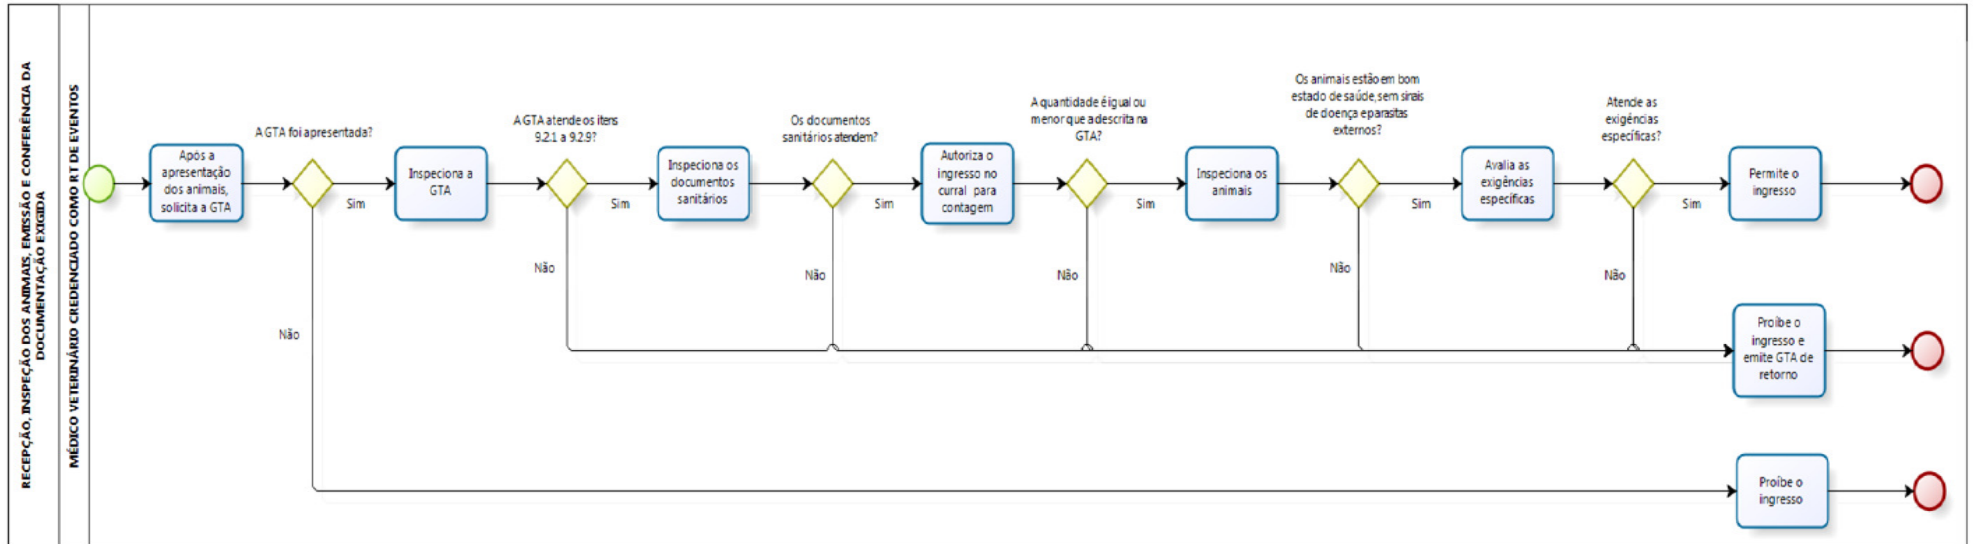 RECEPÇÃO, INSPEÇÃO DOS ANIMAIS, EMISSÃO E CONFERÊNCIA DA
DOCUMENTAÇÃO EXIGIDA
MÉDICO VETERINÁRIO CREDENCIADO COMO RT DE EVENTOS
Após a
apresentação
dos animais,
solicita a GTA
A GTA foi apresentada?
Sim
Não
Inspeciona a
GTA
A GTA atende os itens
9.2.1 a 9.2.9?
Sim
Não
Inspeciona os
documentos
sanitários
Os documentos
sanitários atendem?
Sim
Não
Autoriza o
ingresso no
curral para
contagem
A quantidade é igual ou
menor que a descrita na
GTA?
Sim
Não
Inspeciona os
animais
Os animais estão em bom
estado de saúde, sem sinais
de doença e parasitas
externos?
Sim
Não
Avalia as
exigências
específicas
Atende as
exigências
específicas?
Sim
Não
Permite o
ingresso
Proíbe o
ingresso e
emite GTA de
retorno
Proíbe o
ingresso